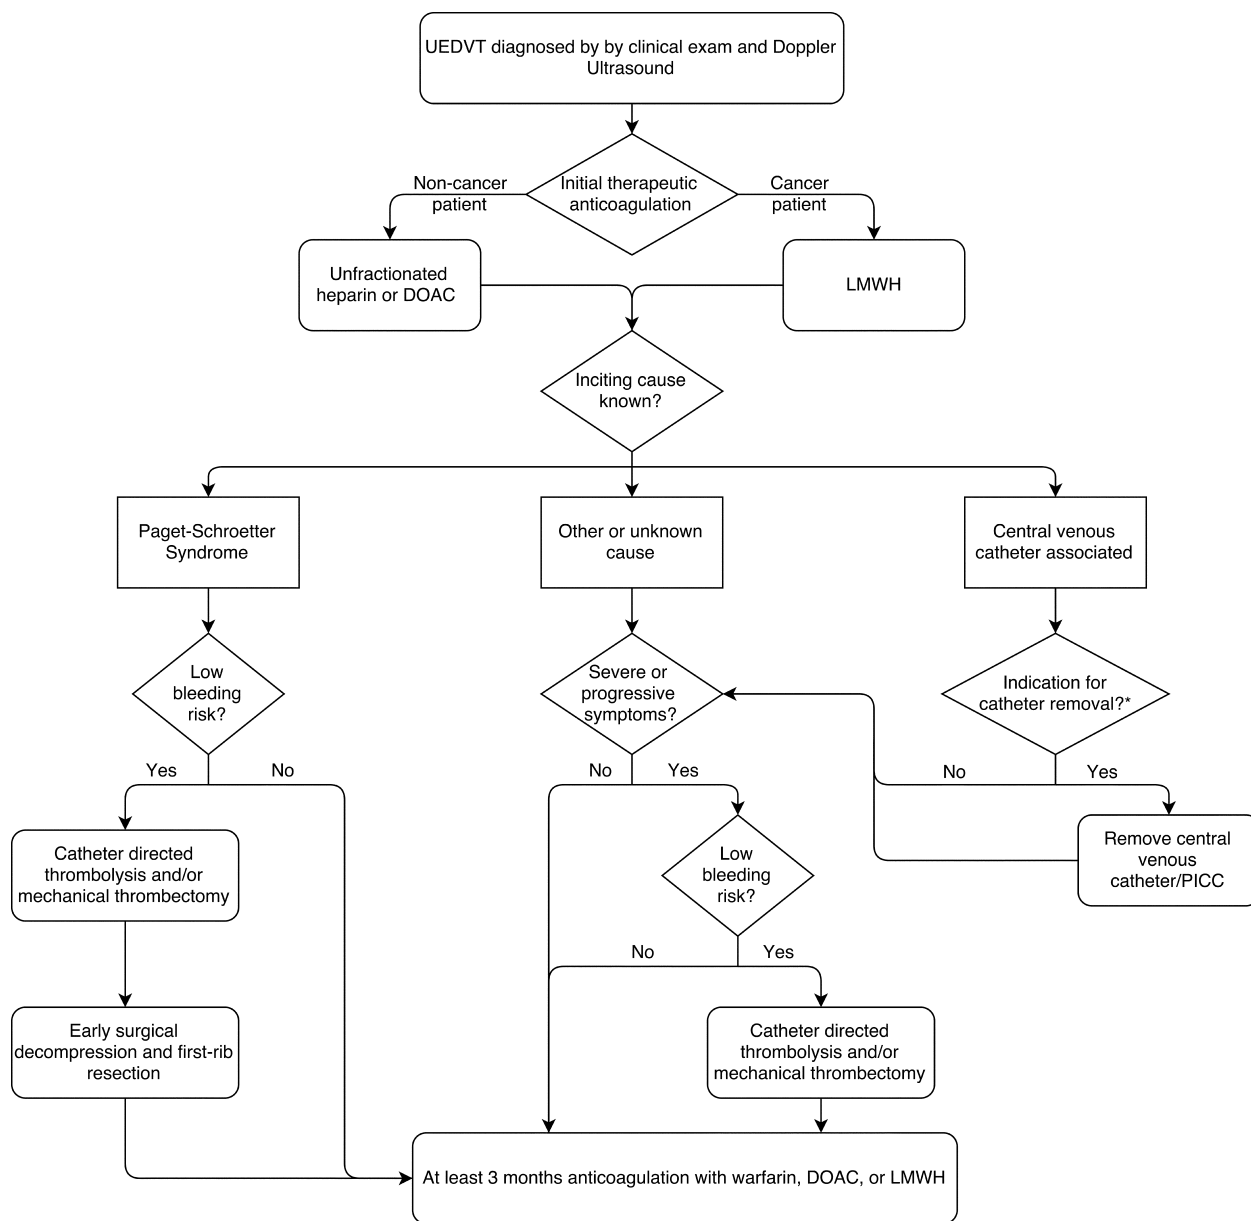 UEDVT diagnosed by by clinical exam and Doppler
Ultrasound
Non-cancer
patient
Initial therapeutic
anticoagulation
Cancer
patient
Unfractionated
heparin or DOAC
LMWH
Inciting cause
known?
Paget-Schroetter
Syndrome
Other or unknown
cause
Central venous
catheter associated
Low
bleeding
risk?
Severe or
progressive
symptoms?
Indication for
catheter removal?*
Yes
No
No
Yes
No
Yes
Catheter directed
thrombolysis and/or
mechanical thrombectomy
Low
bleeding
risk?
Remove central
venous
catheter/PICC
No
Yes
Early surgical
decompression and first-rib
resection
Catheter directed
thrombolysis and/or
mechanical thrombectomy
At least 3 months anticoagulation with warfarin, DOAC, or LMWH